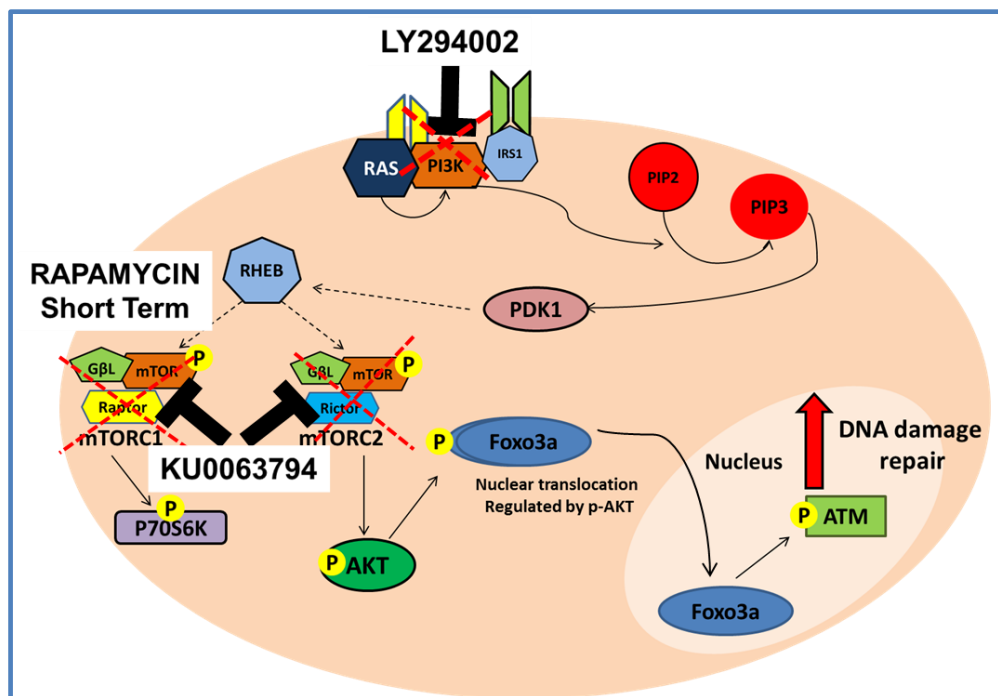 LY294002
RAS
PI3K
IRS1
PIP2
PIP3
RHEB
PDK1
RAPAMYCIN
Short Term
GβL
mTOR
P
Raptor
mTORC1
GβL
mTOR
P
Rictor
mTORC2
KU0063794
P
P70S6K
P
AKT
P
Foxo3a
Nuclear translocation
Regulated by p-AKT
Nucleus
DNA damage
repair
P
ATM
Foxo3a